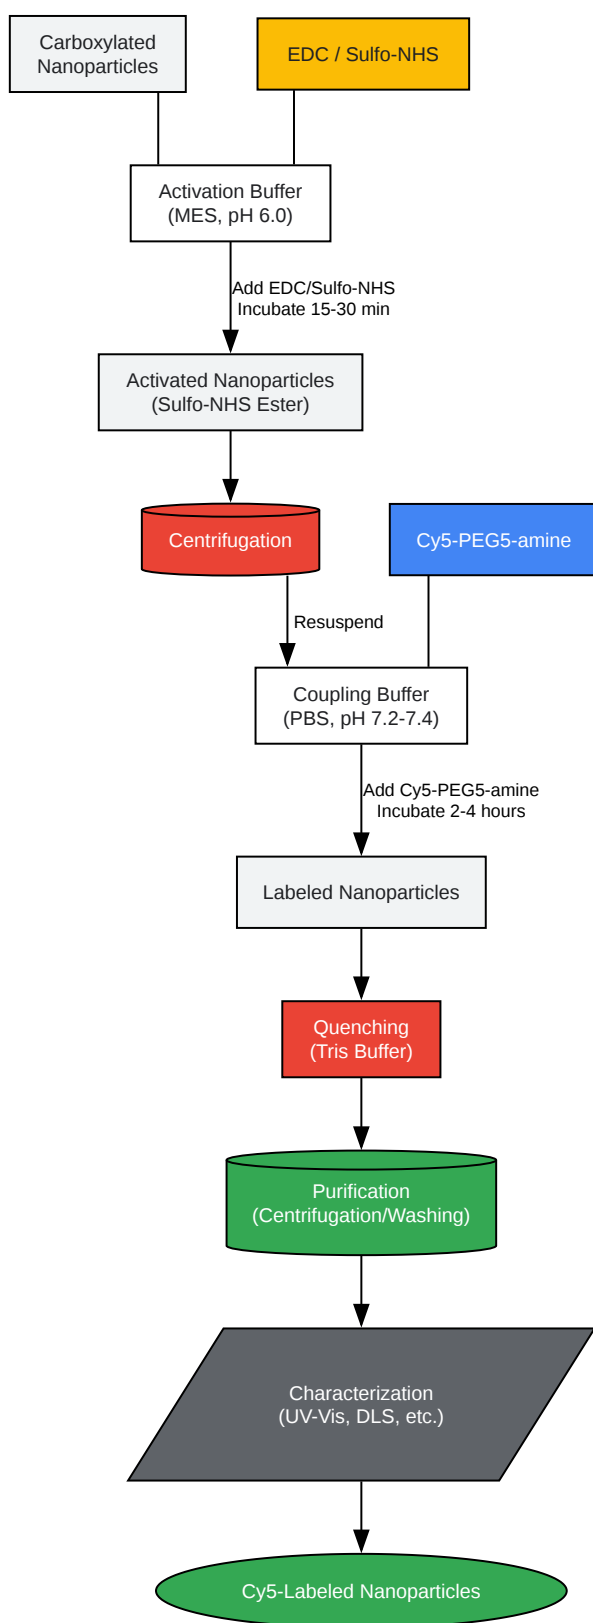 Carboxylated
Nanoparticles
EDC / Sulfo-NHS
Activation Buffer
(MES, pH 6.0)
Add EDC/Sulfo-NHS
Incubate 15-30 min
Activated Nanoparticles
(Sulfo-NHS Ester)
Centrifugation
Cy5-PEG5-amine
Resuspend
Coupling Buffer
(PBS, pH 7.2-7.4)
Add Cy5-PEG5-amine
Incubate 2-4 hours
Labeled Nanoparticles
Quenching
(Tris Buffer)
Purification
(Centrifugation/Washing)
Characterization
(UV-Vis, DLS, etc.)
Cy5-Labeled Nanoparticles